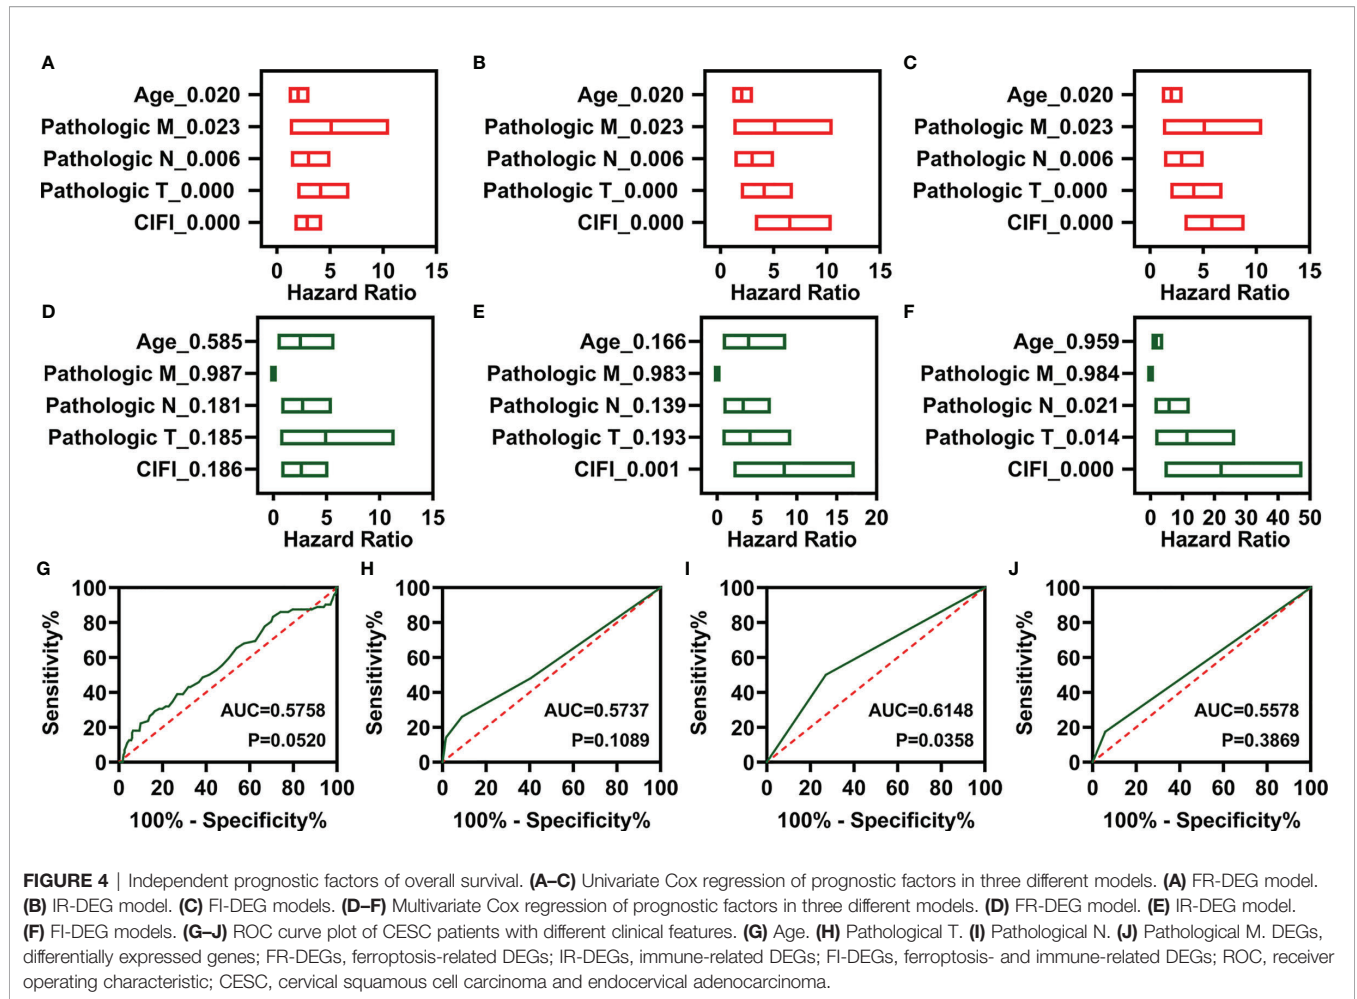 A
Age_0.020
Pathologic M_0.023
Pathologic N_0.006
Pathologic T_0.000
CIFI_0.000
0 5 10 15
Hazard Ratio
B
Age_0.020
Pathologic M_0.023
Pathologic N_0.006
Pathologic T_0.000
CIFI_0.000
0 5 10 15
Hazard Ratio
C
Age_0.020
Pathologic M_0.023
Pathologic N_0.006
Pathologic T_0.000
CIFI_0.000
0 5 10 15
Hazard Ratio
D
Age_0.585
Pathologic M_0.987
Pathologic N_0.181
Pathologic T_0.185
CIFI_0.186
0 5 10 15
Hazard Ratio
E
Age_0.166
Pathologic M_0.983
Pathologic N_0.139
Pathologic T_0.193
CIFI_0.001
0 5 10 15 20
Hazard Ratio
F
Age_0.959
Pathologic M_0.984
Pathologic N_0.021
Pathologic T_0.014
CIFI_0.000
0 10 20 30 40 50
Hazard Ratio
G
Sensitivity%
100
80
60
40
20
0
AUC=0.5758
P=0.0520
0 20 40 60 80 100
100% - Specificity%
H
Sensitivity%
100
80
60
40
20
0
AUC=0.5737
P=0.1089
0 20 40 60 80 100
100% - Specificity%
I
Sensitivity%
100
80
60
40
20
0
AUC=0.6148
P=0.0358
0 20 40 60 80 100
100% - Specificity%
J
Sensitivity%
100
80
60
40
20
0
AUC=0.5578
P=0.3869
0 20 40 60 80 100
100% - Specificity%
FIGURE 4 | Independent prognostic factors of overall survival. (A–C) Univariate Cox regression of prognostic factors in three different models. (A) FR-DEG model.
(B) IR-DEG model. (C) FI-DEG models. (D–F) Multivariate Cox regression of prognostic factors in three different models. (D) FR-DEG model. (E) IR-DEG model.
(F) FI-DEG models. (G–J) ROC curve plot of CESC patients with different clinical features. (G) Age. (H) Pathological T. (I) Pathological N. (J) Pathological M. DEGs,
differentially expressed genes; FR-DEGs, ferroptosis-related DEGs; IR-DEGs, immune-related DEGs; FI-DEGs, ferroptosis- and immune-related DEGs; ROC, receiver
operating characteristic; CESC, cervical squamous cell carcinoma and endocervical adenocarcinoma.